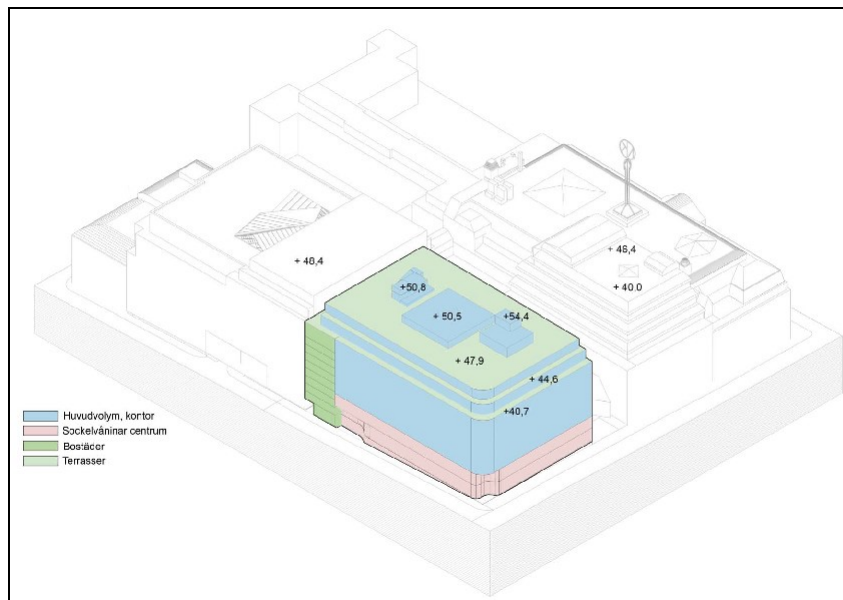 + 48,4
+ 48,4
+ 40.0
+50,8
+ 50,5
+54,4
+ 47,9
+ 44,6
+40,7
Huvudvolym, kontor
Sockelvåninar centrum
Bostäder
Terrasser